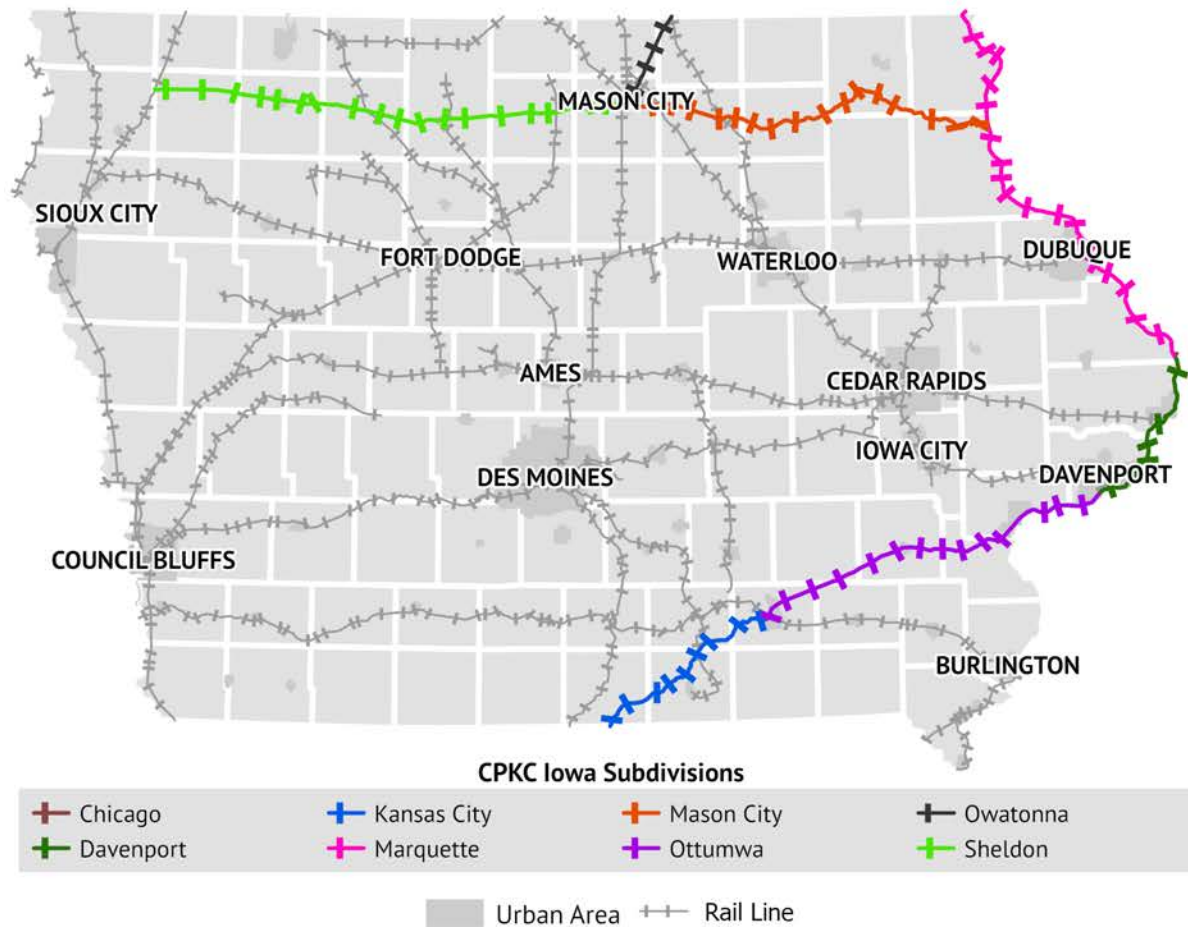 MASON CITY
SIOUX CITY
FORT DODGE
WATERLOO
DUBUQUE
AMES
CEDAR RAPIDS
IOWA CITY
DES MOINES
DAVENPORT
COUNCIL BLUFFS
BURLINGTON
CPKC Iowa Subdivisions
Chicago Kansas City Mason City Owatonna
Davenport Marquette Ottumwa Sheldon
Urban Area Rail Line